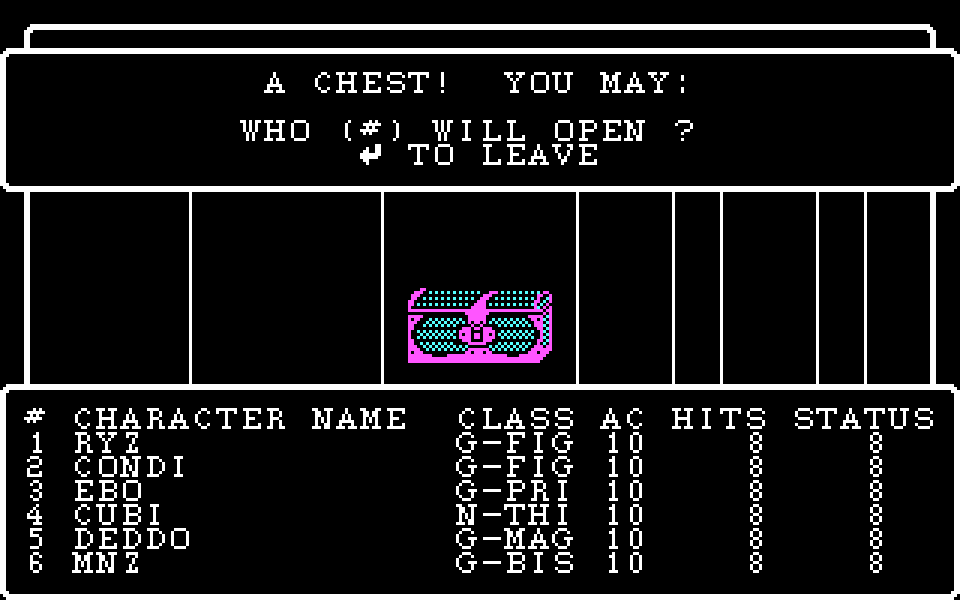 A CHEST!  YOU MAY:
WHO (#) WILL OPEN ?
↵ TO LEAVE
# CHARACTER NAME  CLASS AC HITS STATUS
1 RYZ G-FIG 10 8 8
2 CONDI G-FIG 10 8 8
3 EBO G-PRI 10 8 8
4 CUBI N-THI 10 8 8
5 DEDDO G-MAG 10 8 8
6 MNZ G-BIS 10 8 8